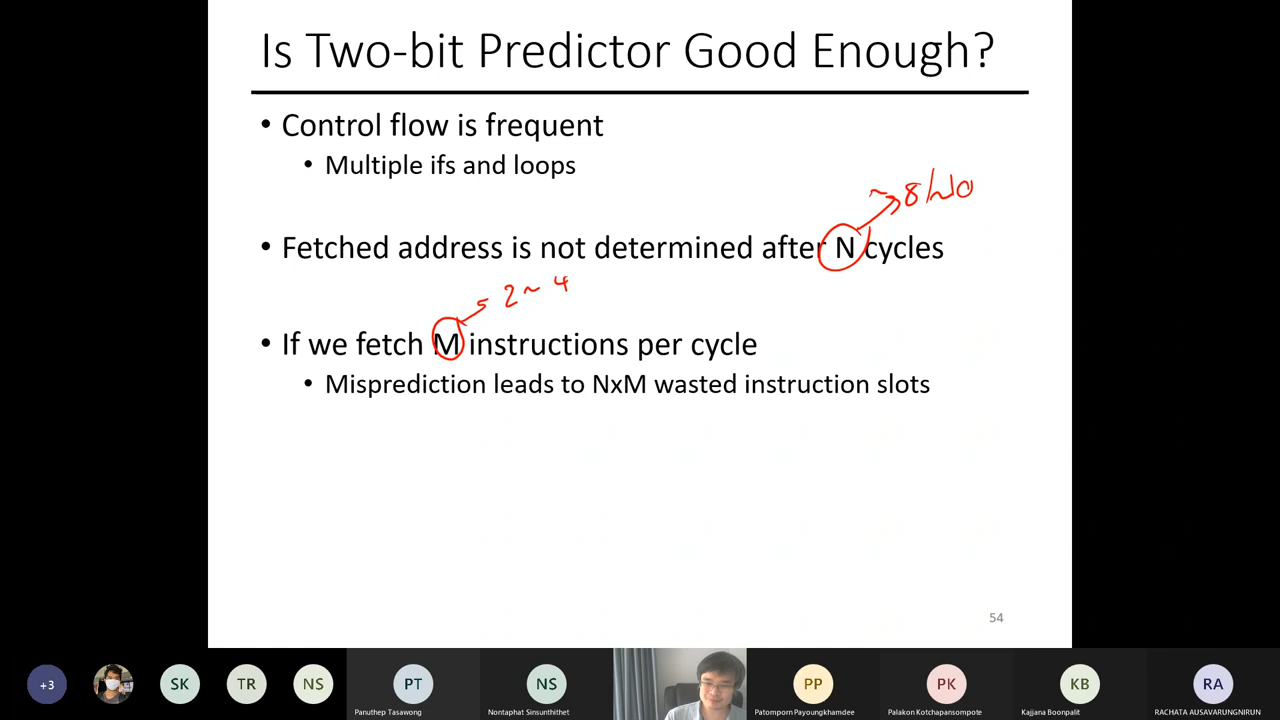 Is Two-bit Predictor Good Enough?
• Control flow is frequent
• Multiple ifs and loops
• Fetched address is not determined after N cycles
2 ~ 4
• If we fetch M instructions per cycle
• Misprediction leads to NxM wasted instruction slots
54
+3
SK
TR
NS
PT
Panuthep Tasawong
NS
Nontaphat Sinsunthithet
PP
Patomporn Payoungkhamdee
PK
Palakon Kotchapansompote
KB
Kajjana Boonpalit
RA
RACHATA AUSAVARUNGNIRUN